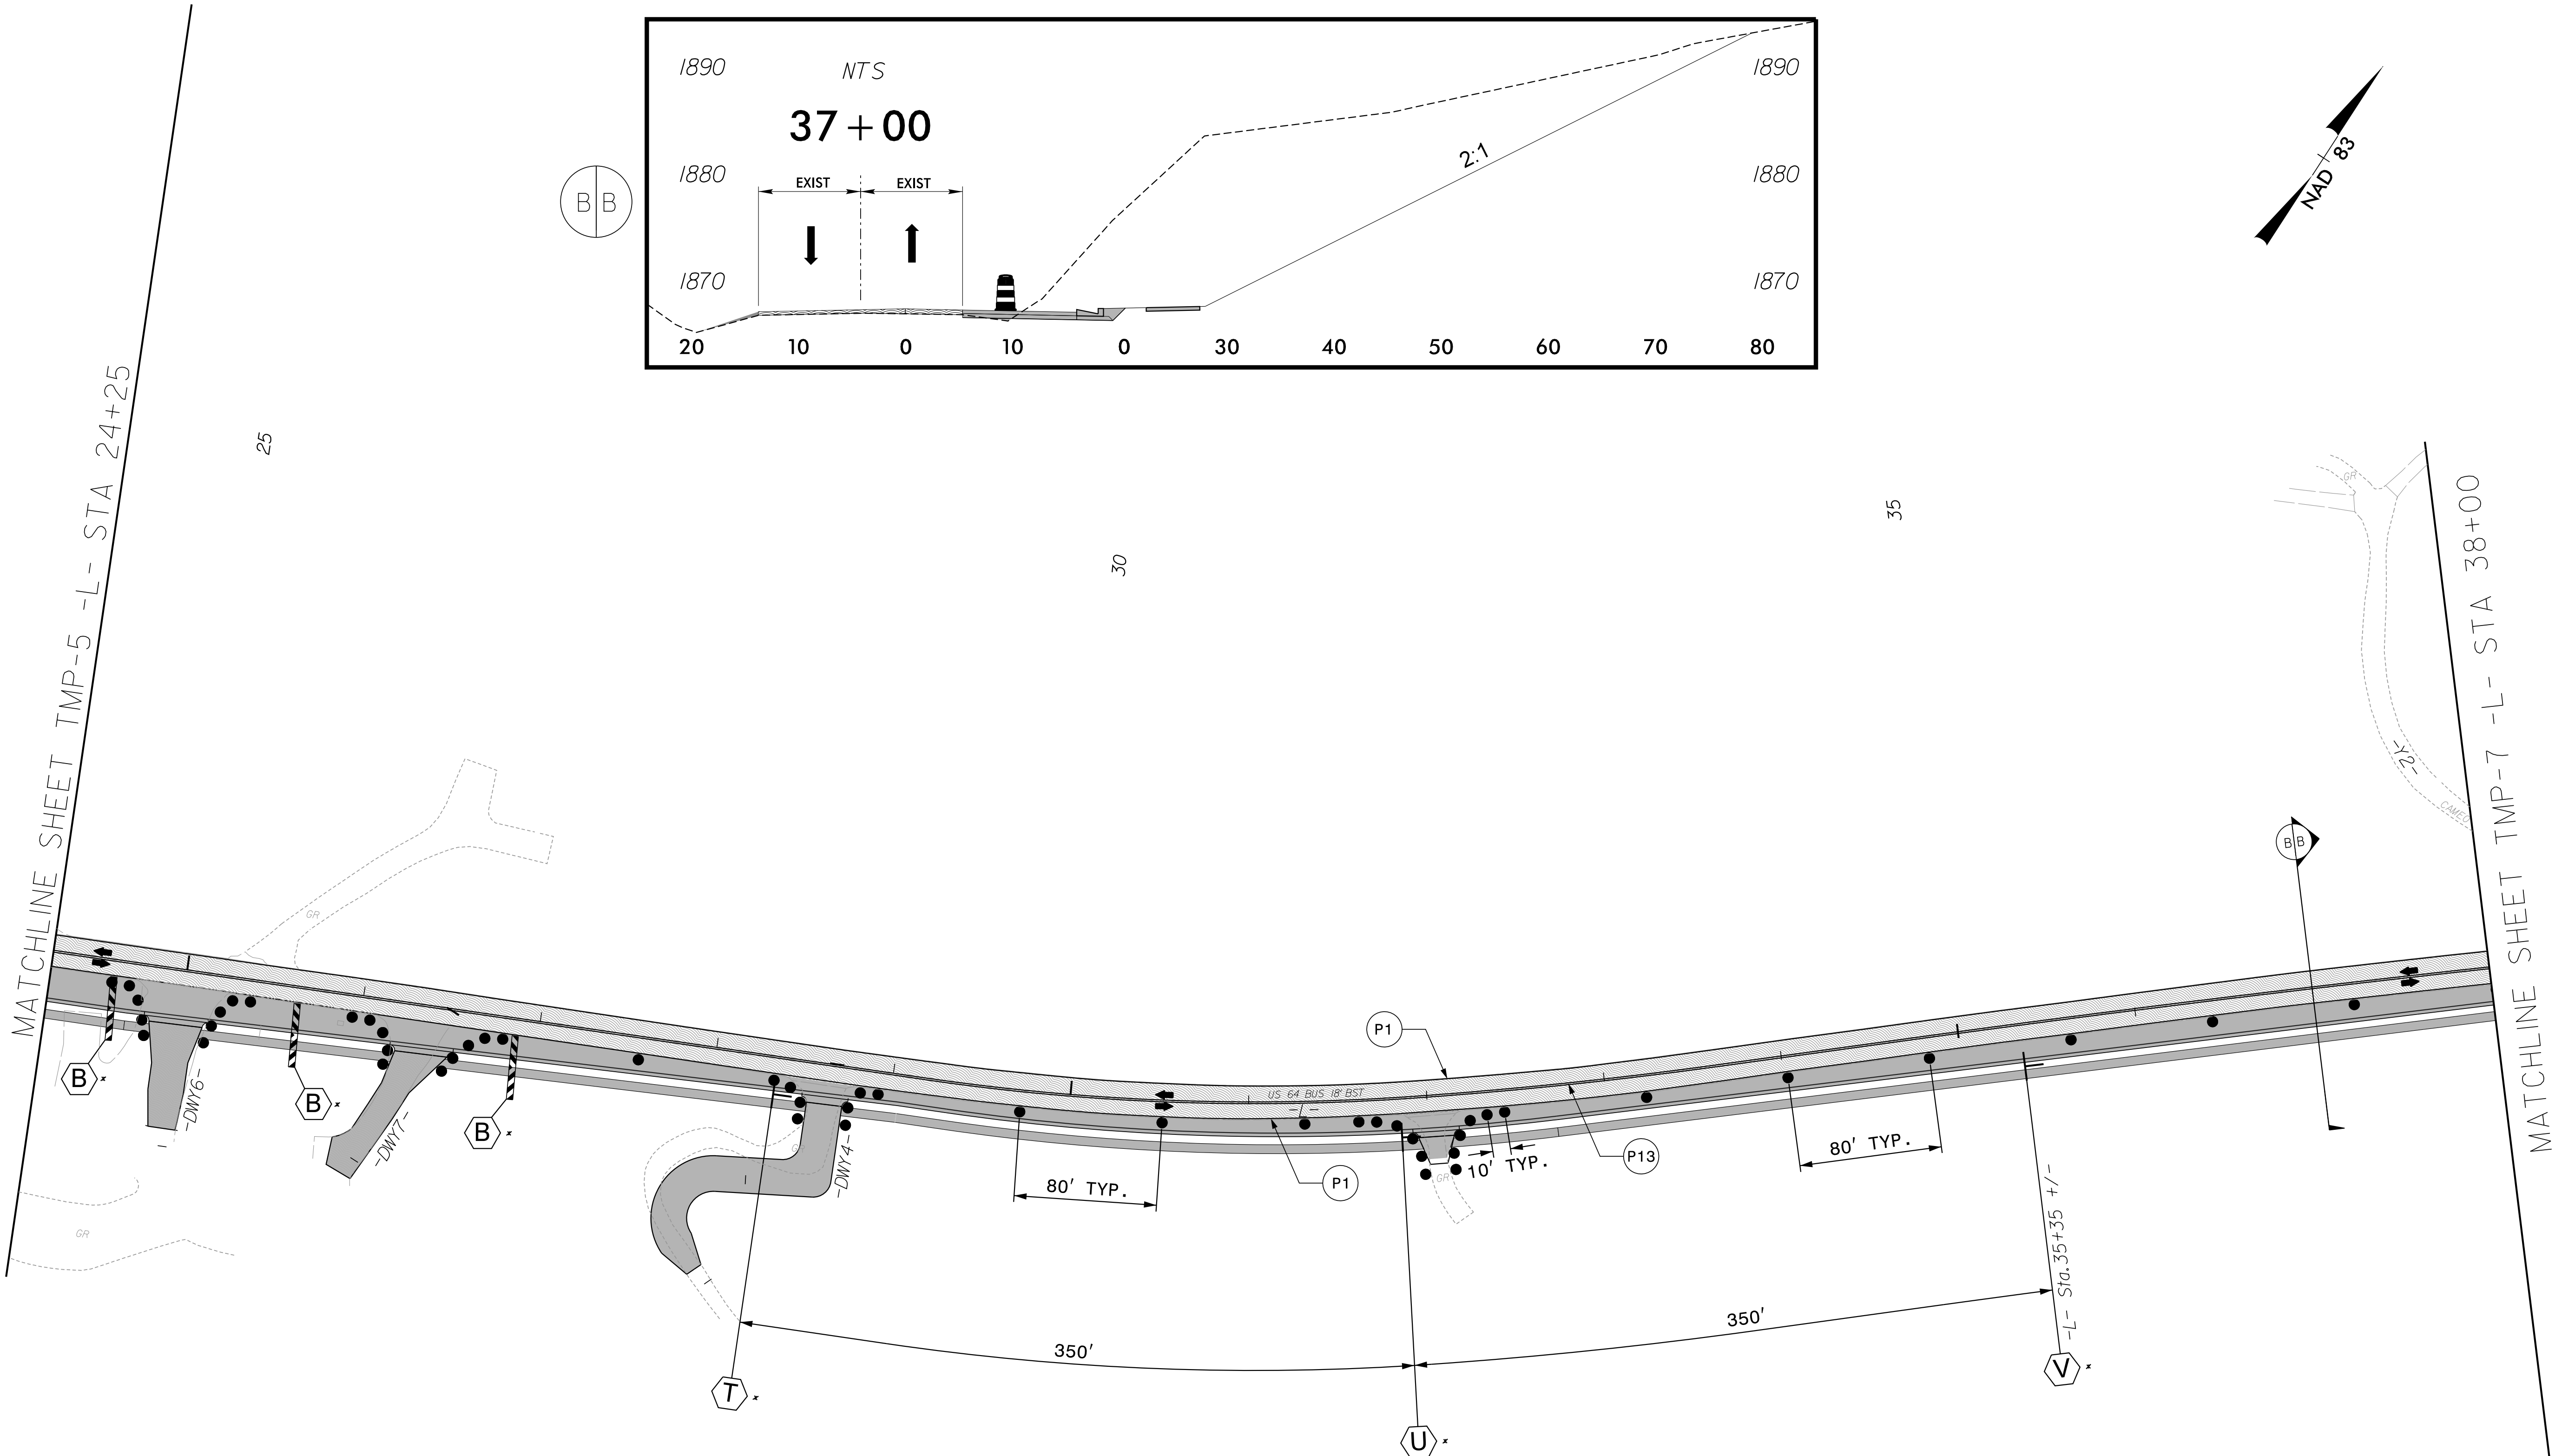 1890
NTS
1890
37 + 00
2:1
1880
1880
EXIST
EXIST
B B
1870
1870
20 10 0 10 0 30 40 50 60 70 80
NAD 83
MATCHLINE SHEET TMP-5 -L- STA 24+25
25
30
35
GR
-Y2-
CAMEO
B B
MATCHLINE SHEET TMP-7 -L- STA 38+00
GR
P1
US 64 BUS 18' BST
-L-
B
-DWY6-
B
-DWY7-
B
-DWY4-
GR
80' TYP.
P1
GR
10' TYP.
P13
80' TYP.
-L- Sta.35+35 +/-
GR
350'
350'
T
U
V